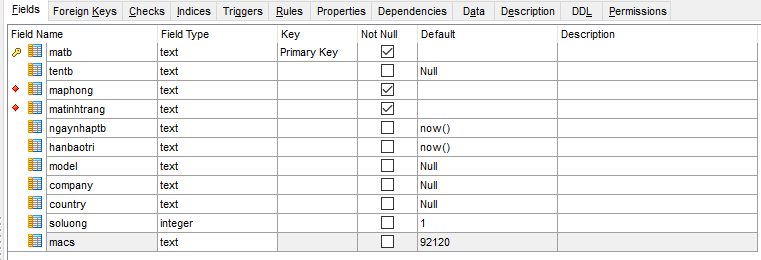 Fields Foreign Keys Checks Indices Triggers Rules Properties Dependencies Data Description DDL Permissions
Field Name Field Type Key Not Null Default Description
matb text Primary Key
tentb text Null
maphong text
matinhtrang text
ngaynhaptb text now()
hanbaotri text now()
model text Null
company text Null
country text Null
soluong integer 1
macs text 92120